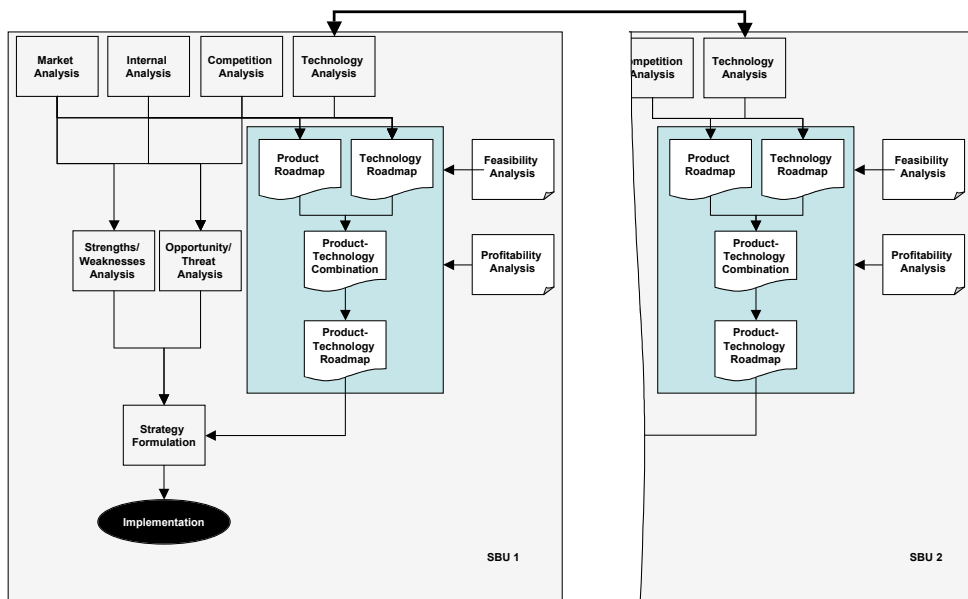 Market
Analysis
Internal
Analysis
Competition
Analysis
Technology
Analysis
Product
Roadmap
Technology
Roadmap
Feasibility
Analysis
Strengths/
Weaknesses
Analysis
Opportunity/
Threat
Analysis
Product-
Technology
Combination
Profitability
Analysis
Product-
Technology
Roadmap
Strategy
Formulation
Implementation
SBU 1
ompetition
Analysis
Technology
Analysis
Product
Roadmap
Technology
Roadmap
Feasibility
Analysis
Product-
Technology
Combination
Profitability
Analysis
Product-
Technology
Roadmap
SBU 2